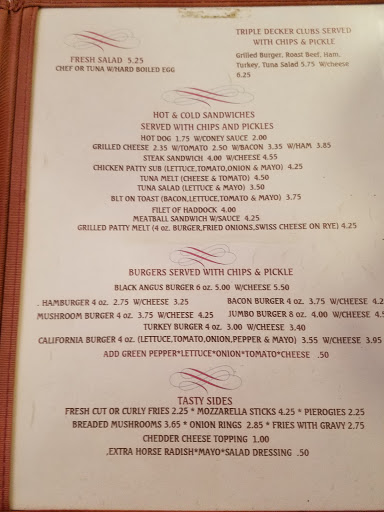 FRESH SALAD 5.25
CHEF OR TUNA W/HARD BOILED EGG
TRIPLE DECKER CLUBS SERVED
WITH CHIPS & PICKLE
Grilled Burger, Roast Beef, Ham,
Turkey, Tuna Salad 5.75 W/cheese
6.25
HOT & COLD SANDWICHES
SERVED WITH CHIPS AND PICKLES
HOT DOG 1.75 W/CONEY SAUCE 2.00
GRILLED CHEESE 2.35 W/TOMATO 2.50 W/BACON 3.35 W/HAM 3.85
STEAK SANDWICH 4.00 W/CHEESE 4.55
CHICKEN PATTY SUB (LETTUCE,TOMATO,ONION & MAYO) 4.25
TUNA MELT (CHEESE & TOMATO) 4.50
TUNA SALAD (LETTUCE & MAYO) 3.50
BLT ON TOAST (BACON,LETTUCE,TOMATO & MAYO) 3.75
FILET OF HADDOCK 4.00
MEATBALL SANDWICH W/SAUCE 4.25
GRILLED PATTY MELT (4 oz. BURGER,FRIED ONIONS,SWISS CHEESE ON RYE) 4.25
BURGERS SERVED WITH CHIPS & PICKLE
BLACK ANGUS BURGER 6 oz. 5.00 W/CHEESE 5.50
. HAMBURGER 4 oz. 2.75 W/CHEESE 3.25 BACON BURGER 4 oz. 3.75 W/CHEESE
MUSHROOM BURGER 4 oz. 3.75 W/CHEESE 4.25 JUMBO BURGER 8 oz. 4.00 W/CHEESE
TURKEY BURGER 4 oz. 3.00 W/CHEESE 3.40
CALIFORNIA BURGER 4 oz. (LETTUCE,TOMATO,ONION,PEPPER & MAYO) 3.55 W/CHEESE 3.95
ADD GREEN PEPPER*LETTUCE*ONION*TOMATO*CHEESE .50
TASTY SIDES
FRESH CUT OR CURLY FRIES 2.25 * MOZZARELLA STICKS 4.25 * PIEROGIES 2.25
BREADED MUSHROOMS 3.65 * ONION RINGS 2.85 * FRIES WITH GRAVY 2.75
CHEDDER CHEESE TOPPING 1.00
.EXTRA HORSE RADISH*MAYO*SALAD DRESSING .50